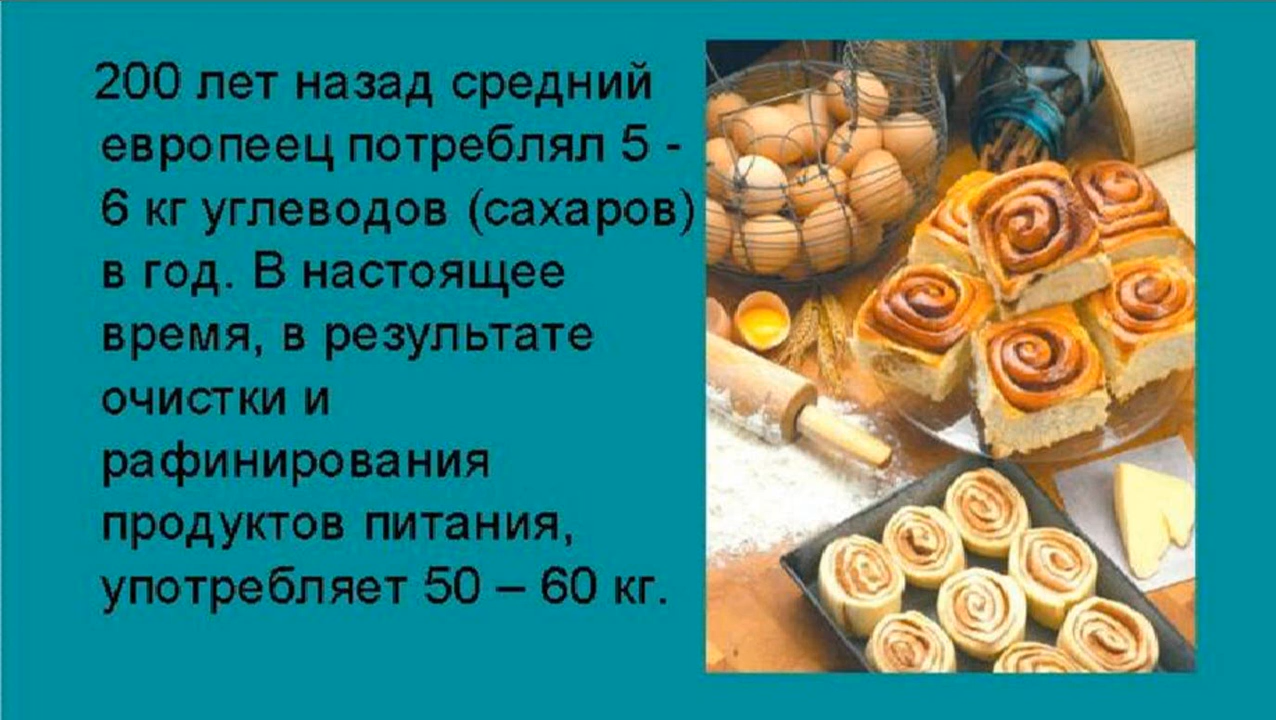 200 лет назад средний
европеец потреблял 5 -
6 кг углеводов (сахаров)
в год. В настоящее
время, в результате
очистки и
рафинирования
продуктов питания,
употребляет 50 – 60 кг.